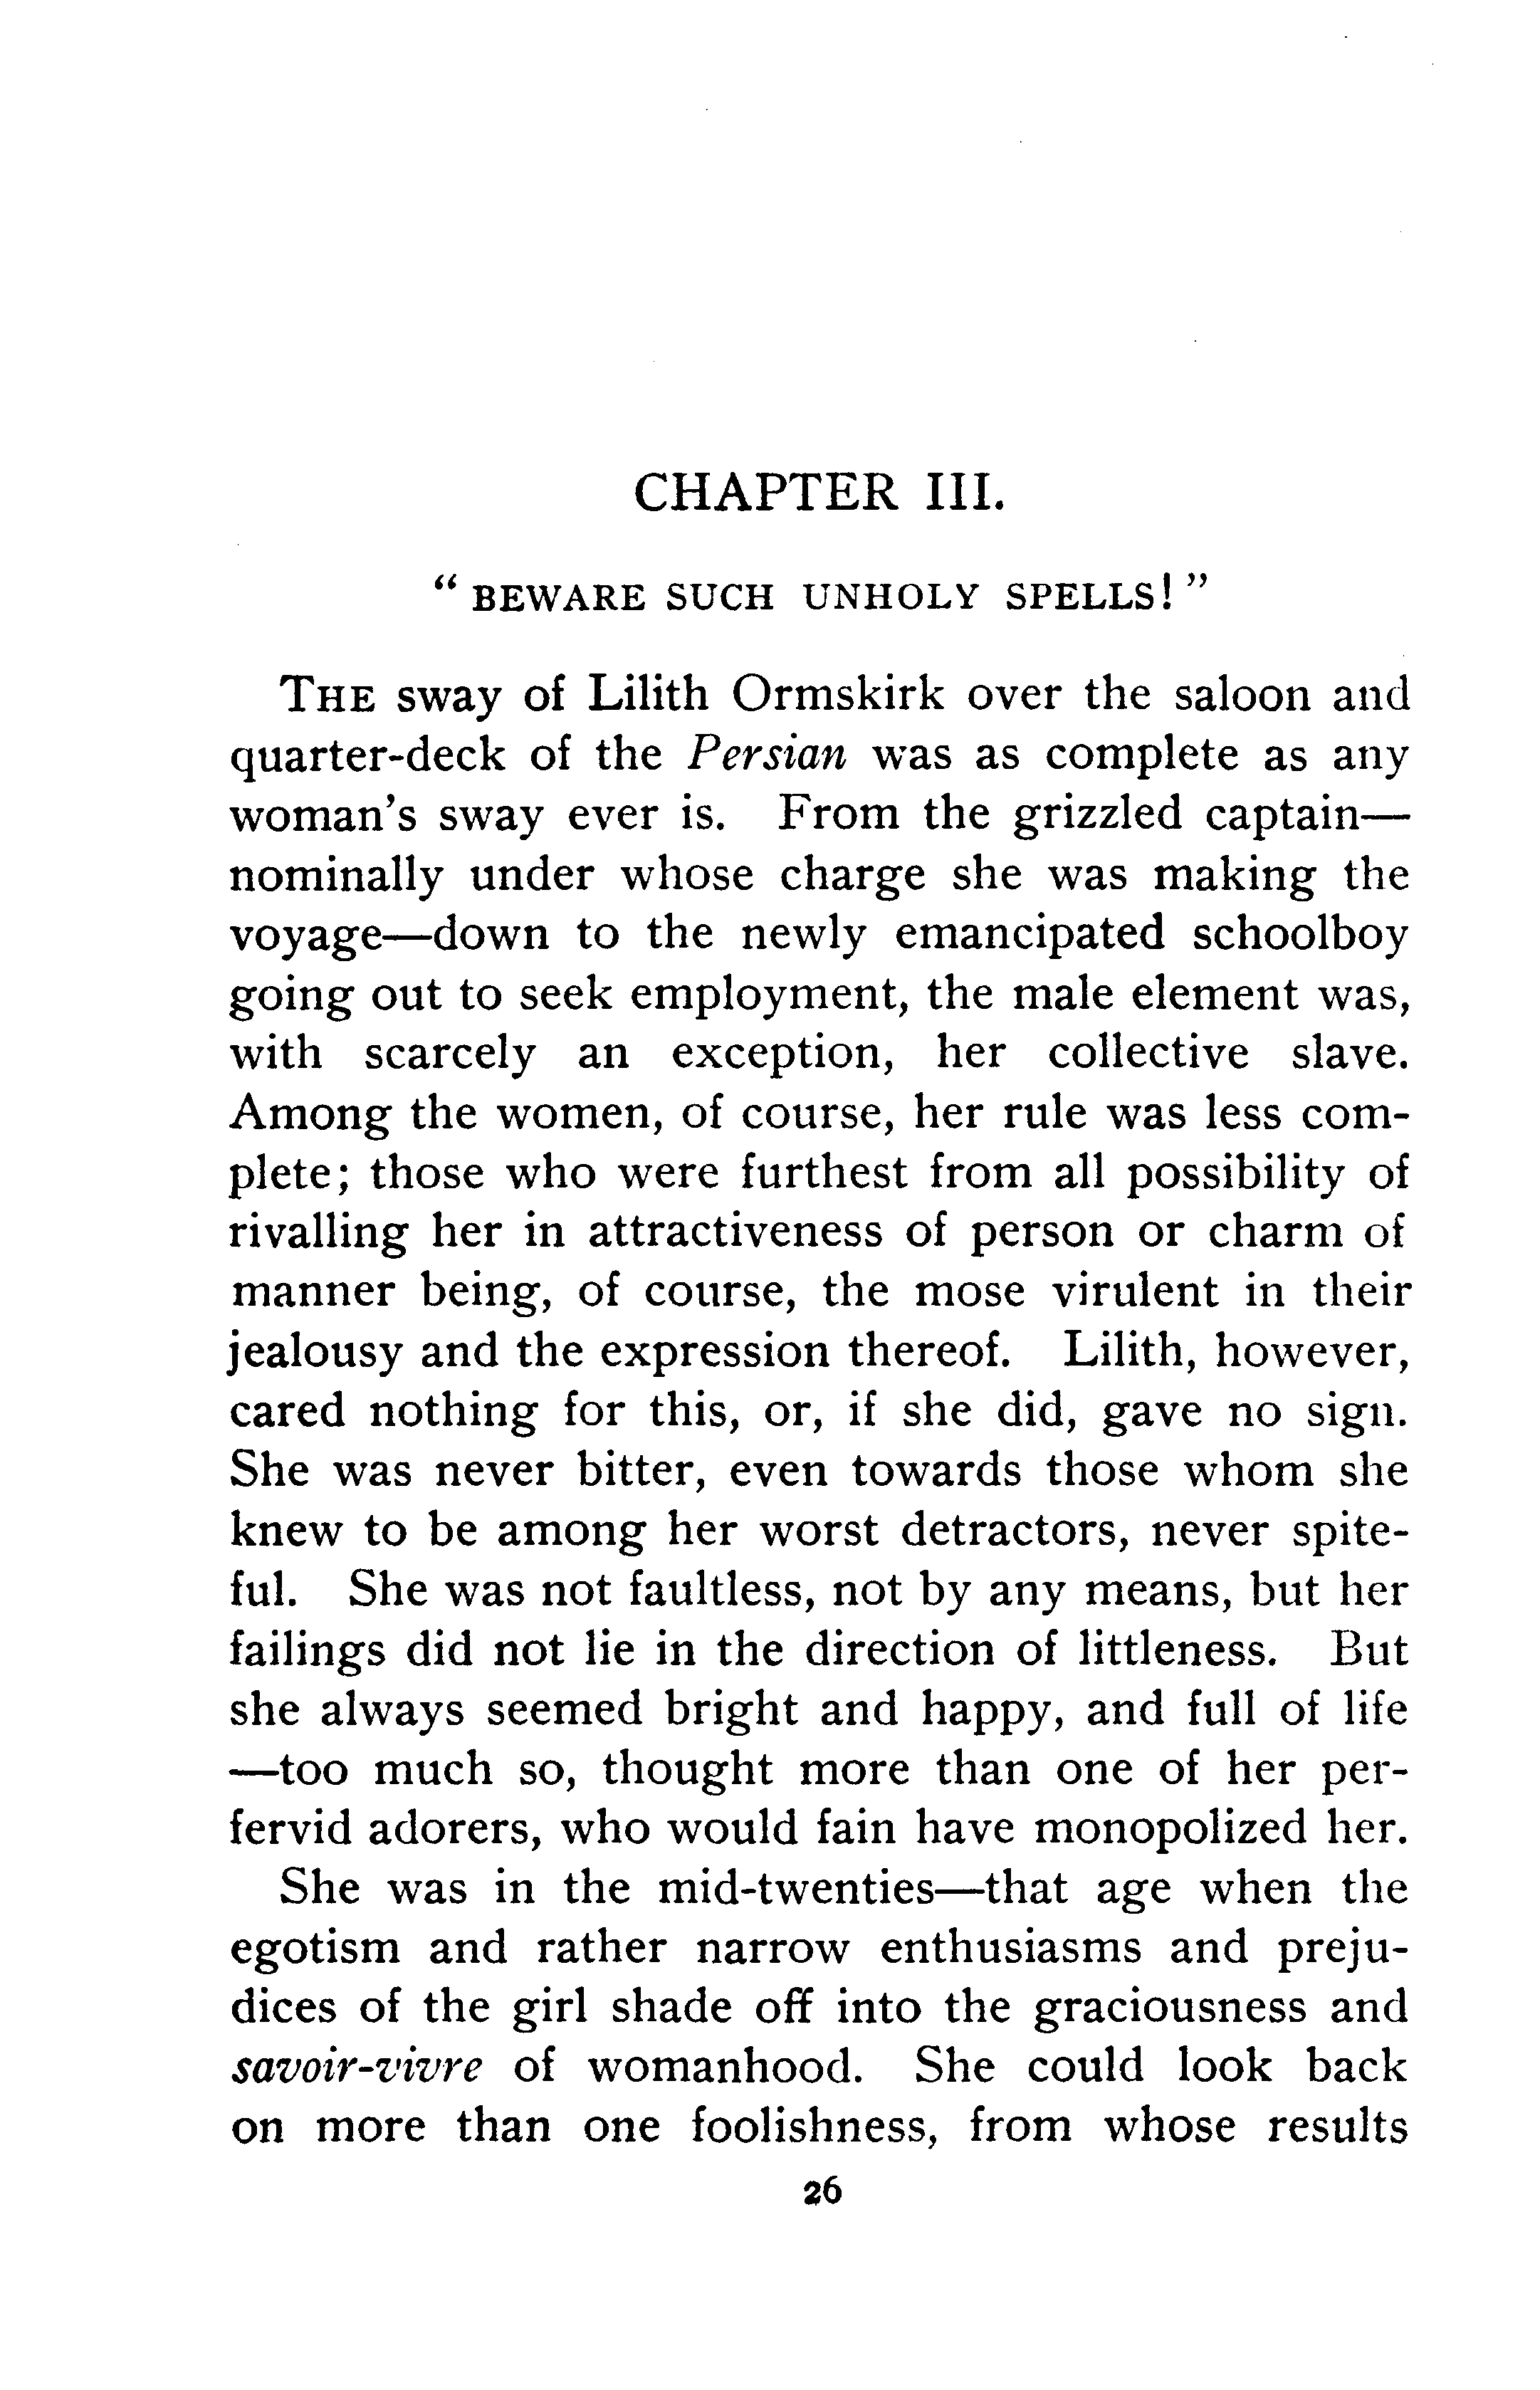 CHAPTER III.
“ BEWARE SUCH UNHOLY SPELLS! ”
THE sway of Lilith Ormskirk over the saloon and
quarter-deck of the Persian was as complete as any
woman's sway ever is. From the grizzled captain—
nominally under whose charge she was making the
voyage—down to the newly emancipated schoolboy
going out to seek employment, the male element was,
with scarcely an exception, her collective slave.
Among the women, of course, her rule was less com-
plete; those who were furthest from all possibility of
rivalling her in attractiveness of person or charm of
manner being, of course, the mose virulent in their
jealousy and the expression thereof. Lilith, however,
cared nothing for this, or, if she did, gave no sign.
She was never bitter, even towards those whom she
knew to be among her worst detractors, never spite-
ful. She was not faultless, not by any means, but her
failings did not lie in the direction of littleness. But
she always seemed bright and happy, and full of life
—too much so, thought more than one of her per-
fervid adorers, who would fain have monopolized her.
She was in the mid-twenties—that age when the
egotism and rather narrow enthusiasms and preju-
dices of the girl shade off into the graciousness and
savoir-vivre of womanhood. She could look back
on more than one foolishness, from whose results
26